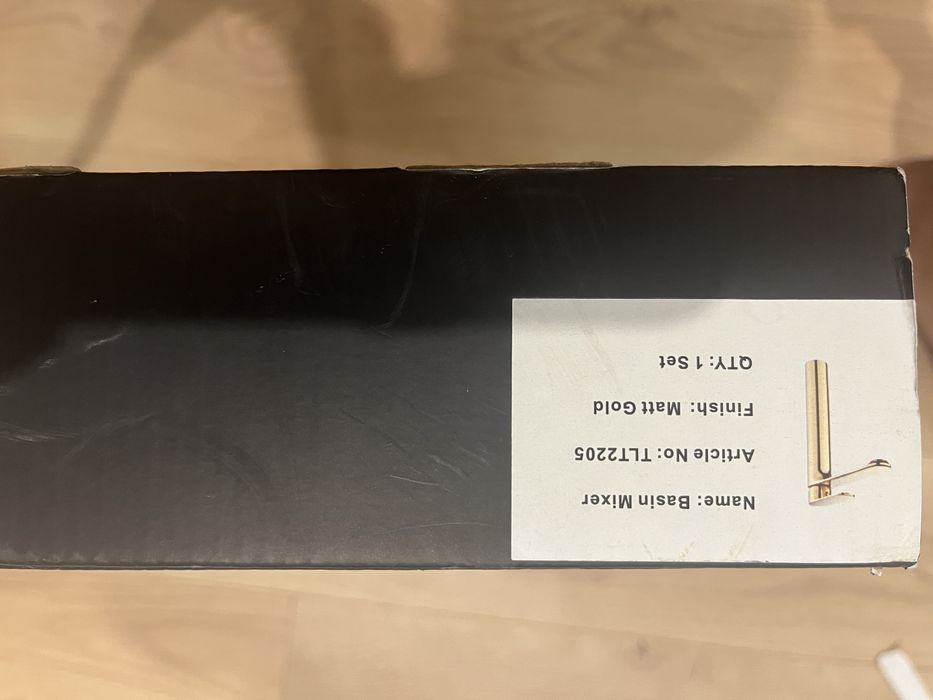 Name: Basin Mixer
Article No: TLT2205
Finish: Matt Gold
QTY: 1 Set